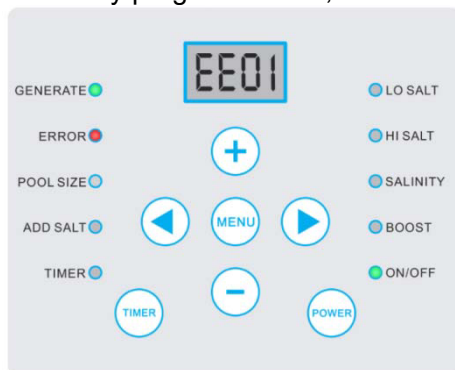 EE01
GENERATE
LO SALT
ERROR
HI SALT
POOL SIZE
SALINITY
ADD SALT
MENU
BOOST
TIMER
ON/OFF
TIMER
POWER